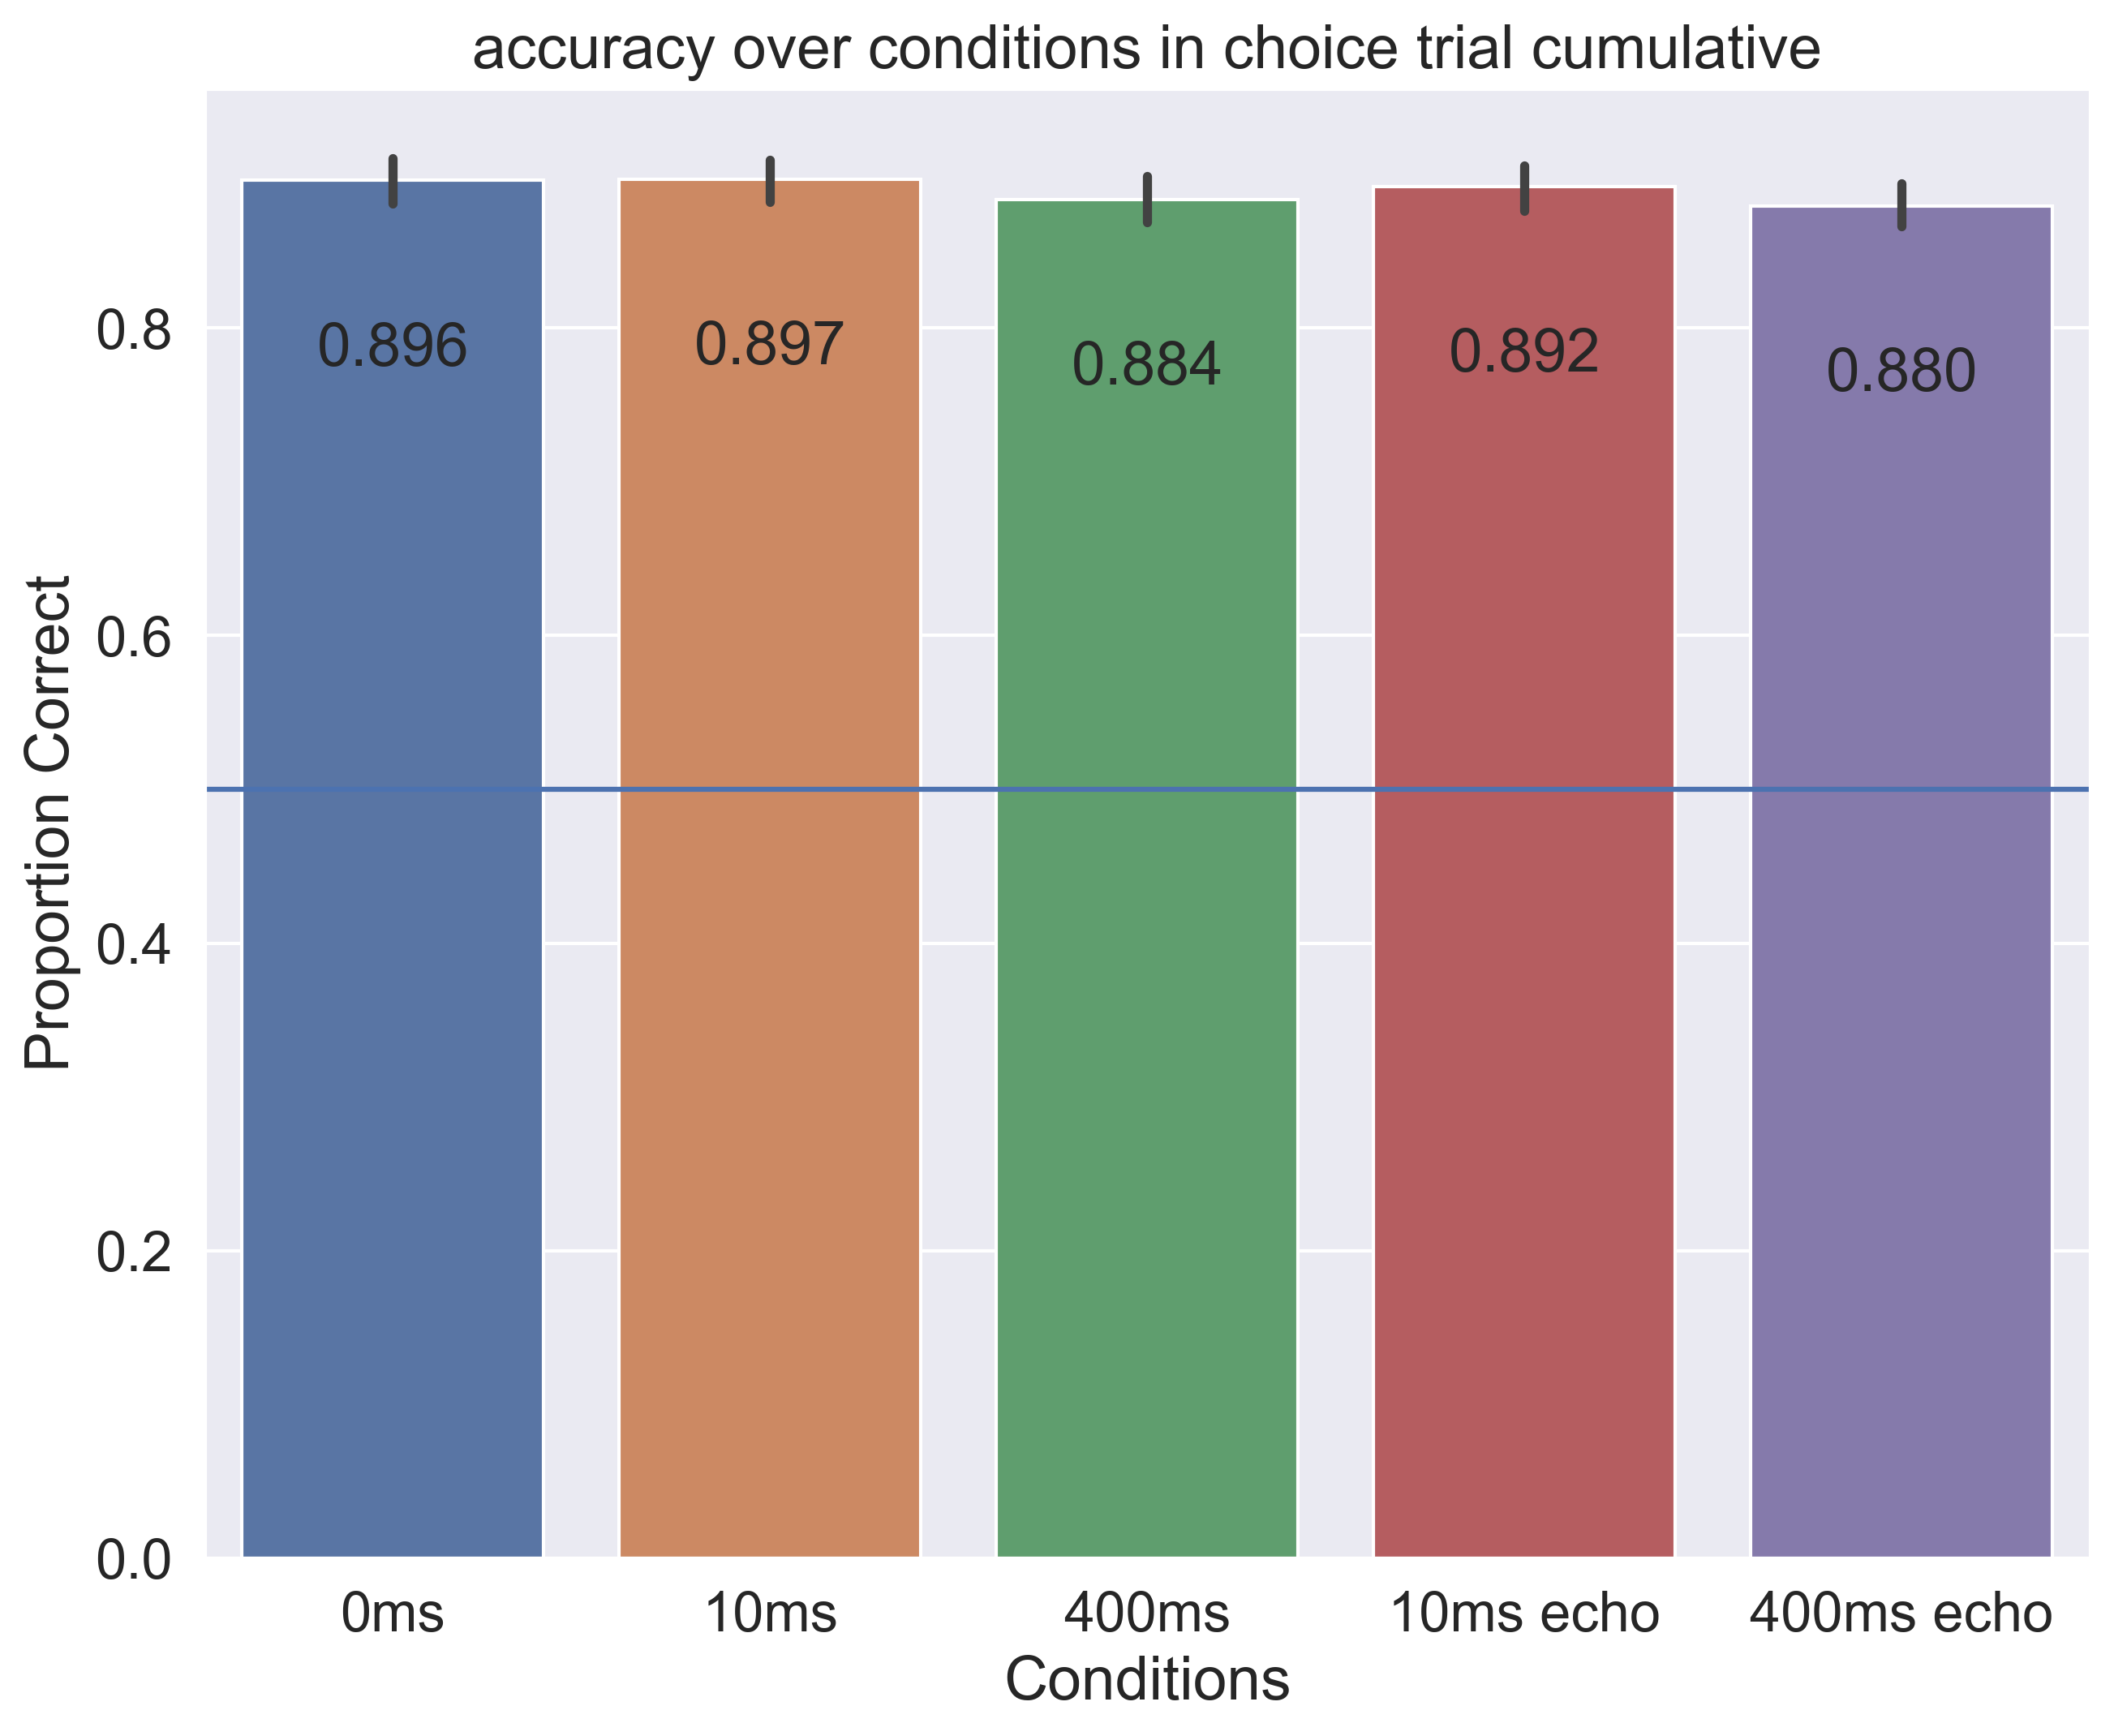 accuracy over conditions in choice trial cumulative
Proportion Correct
0.8
0.6
0.4
0.2
0.0
0.896
0.897
0.884
0.892
0.880
0ms
10ms
400ms
10ms echo
400ms echo
Conditions